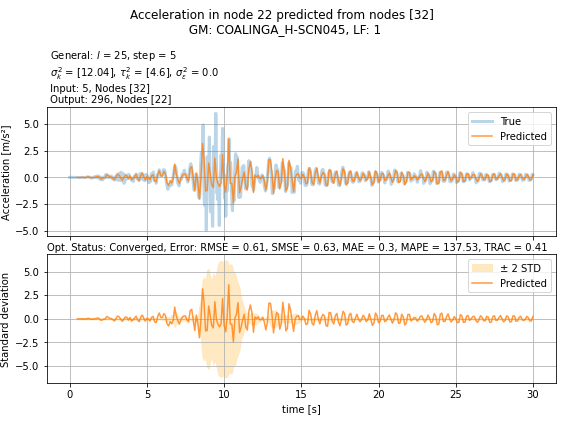 Acceleration in node 22 predicted from nodes [32]
GM: COALINGA_H-SCN045, LF: 1
General: l = 25, step = 5
σ²ₖ = [12.04], τ²ₖ = [4.6], σ²ε = 0.0
Input: 5, Nodes [32]
Output: 296, Nodes [22]
Acceleration [m/s²]
5.0
2.5
0.0
−2.5
−5.0
True
Predicted
Opt. Status: Converged, Error: RMSE = 0.61, SMSE = 0.63, MAE = 0.3, MAPE = 137.53, TRAC = 0.41
Standard deviation
5.0
2.5
0.0
−2.5
−5.0
± 2 STD
Predicted
0 5 10 15 20 25 30
time [s]